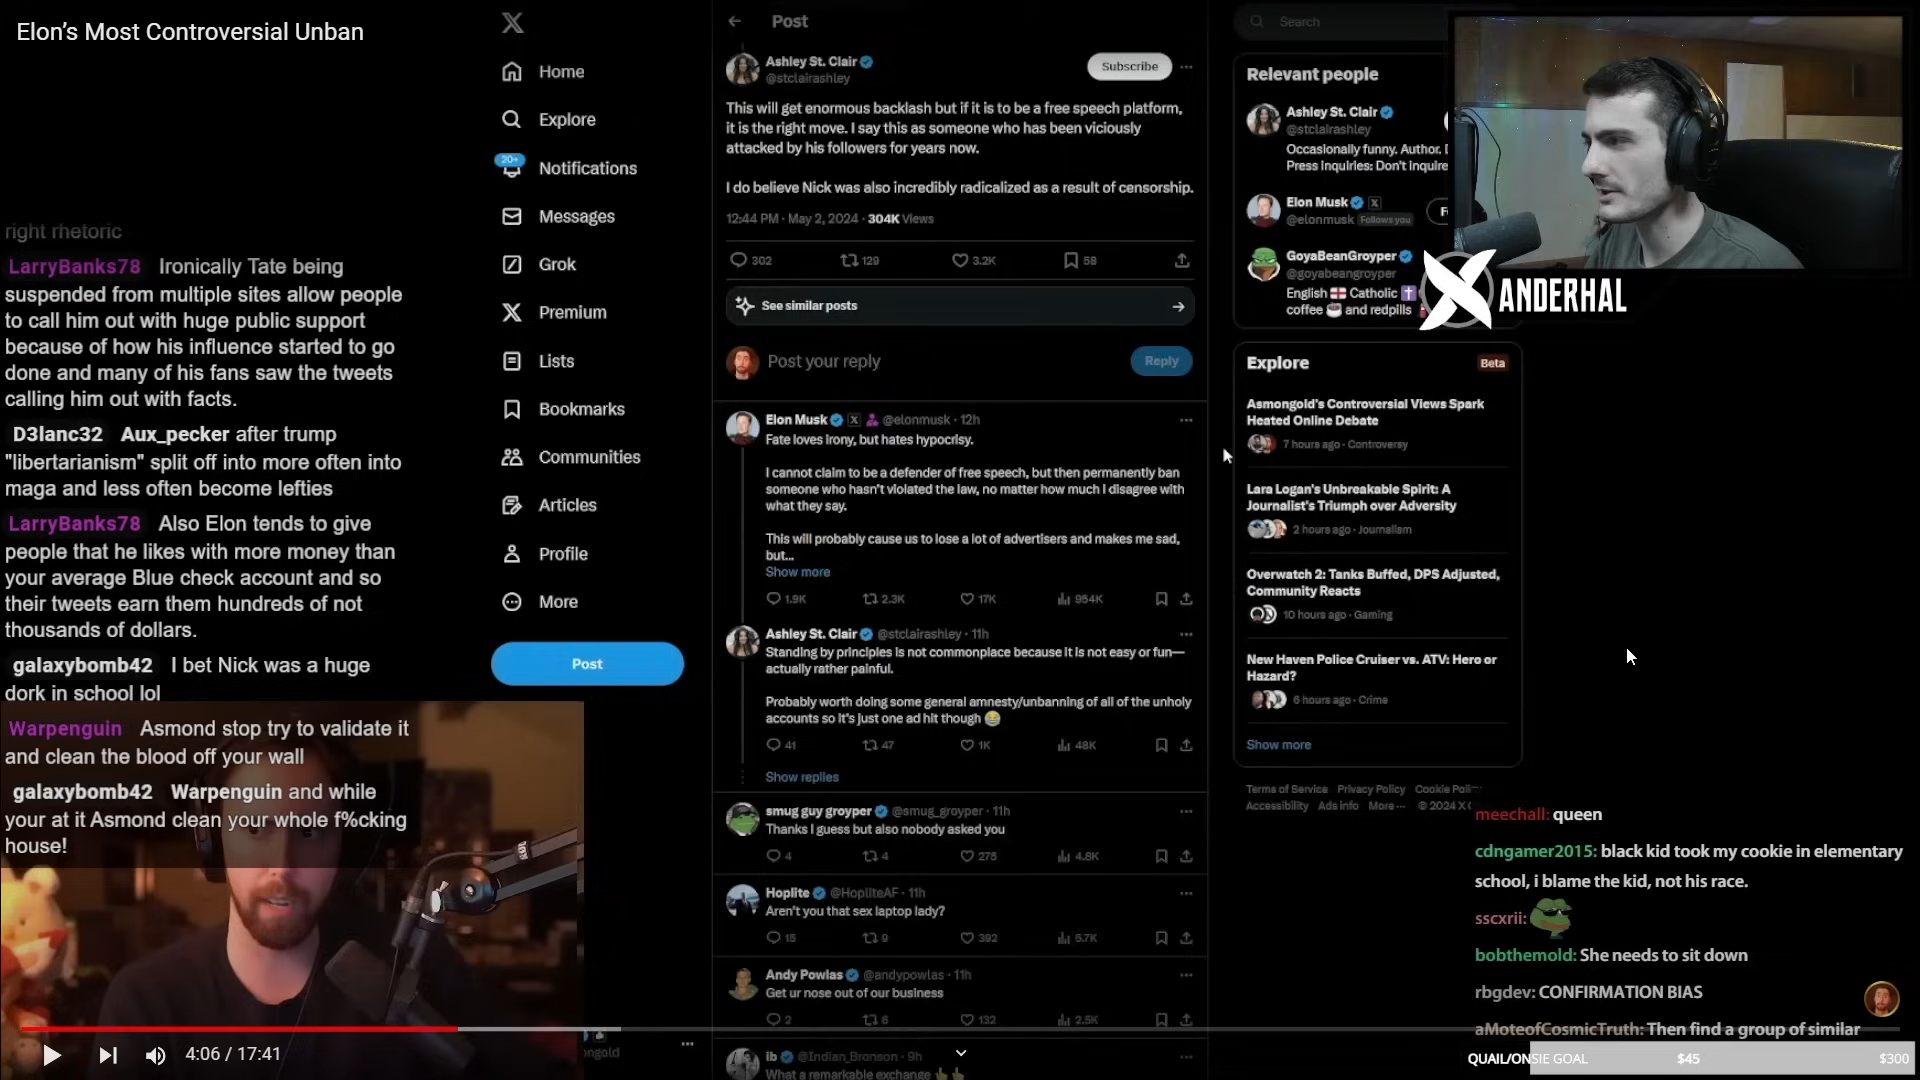 Elon's Most Controversial Unban
right rhetoric
LarryBanks78 Ironically Tate being
suspended from multiple sites allow people
to call him out with huge public support
because of how his influence started to go
done and many of his fans saw the tweets
calling him out with facts.
D3lanc32 Aux_pecker after trump
"libertarianism" split off into more often into
maga and less often become lefties
LarryBanks78 Also Elon tends to give
people that he likes with more money than
your average Blue check account and so
their tweets earn them hundreds of not
thousands of dollars.
galaxybomb42 I bet Nick was a huge
dork in school lol
Warpenguin Asmond stop try to validate it
and clean the blood off your wall
galaxybomb42 Warpenguin and while
your at it Asmond clean your whole f%cking
house!
4:06 / 17:41
Home
Explore
20+
Notifications
Messages
Grok
Premium
Lists
Bookmarks
Communities
Articles
Profile
More
Post
ngold
Post
Ashley St. Clair
@stclairashley
Subscribe
This will get enormous backlash but if it is to be a free speech platform,
it is the right move. I say this as someone who has been viciously
attacked by his followers for years now.
I do believe Nick was also incredibly radicalized as a result of censorship.
12:44 PM · May 2, 2024 · 304K Views
302 129 3.2K 58
See similar posts
Post your reply
Reply
Elon Musk @elonmusk · 12h
Fate loves irony, but hates hypocrisy.
I cannot claim to be a defender of free speech, but then permanently ban
someone who hasn't violated the law, no matter how much I disagree with
what they say.
This will probably cause us to lose a lot of advertisers and makes me sad,
but...
Show more
1.9K 2.3K 17K 954K
Ashley St. Clair @stclairashley · 11h
Standing by principles is not commonplace because it is not easy or fun—
actually rather painful.
Probably worth doing some general amnesty/unbanning of all of the unholy
accounts so it's just one ad hit though 😂
41 47 1K 48K
Show replies
smug guy groyper @smug_groyper · 11h
Thanks I guess but also nobody asked you
4 4 275 4.8K
Hoplite @HopliteAF · 11h
Aren't you that sex laptop lady?
15 9 392 5.7K
Andy Powlas @andypowlas · 11h
Get ur nose out of our business
2 6 132 2.5K
ib @Indian_Bronson · 9h
What a remarkable exchange
Search
Relevant people
Ashley St. Clair
@stclairashley
Occasionally funny. Author.
Press Inquiries: Don't inquire
Elon Musk
@elonmusk Follows you
GoyaBeanGroyper
@goyabeangroyper
English 🏴󠁧󠁢󠁥󠁮󠁧󠁿 Catholic ✝️
coffee ☕ and redpills
ANDERHAL
Explore
Beta
Asmongold's Controversial Views Spark
Heated Online Debate
7 hours ago · Controversy
Lara Logan's Unbreakable Spirit: A
Journalist's Triumph over Adversity
2 hours ago · Journalism
Overwatch 2: Tanks Buffed, DPS Adjusted,
Community Reacts
10 hours ago · Gaming
New Haven Police Cruiser vs. ATV: Hero or
Hazard?
6 hours ago · Crime
Show more
Terms of Service Privacy Policy Cookie
Accessibility Ads info More ··· © 2024 X
meechall: queen
cdngamer2015: black kid took my cookie in elementary
school, i blame the kid, not his race.
sscxrii:
bobthemold: She needs to sit down
rbgdev: CONFIRMATION BIAS
aMoteofCosmicTruth: Then find a group of similar
QUAIL/ONSIE GOAL $45 $300